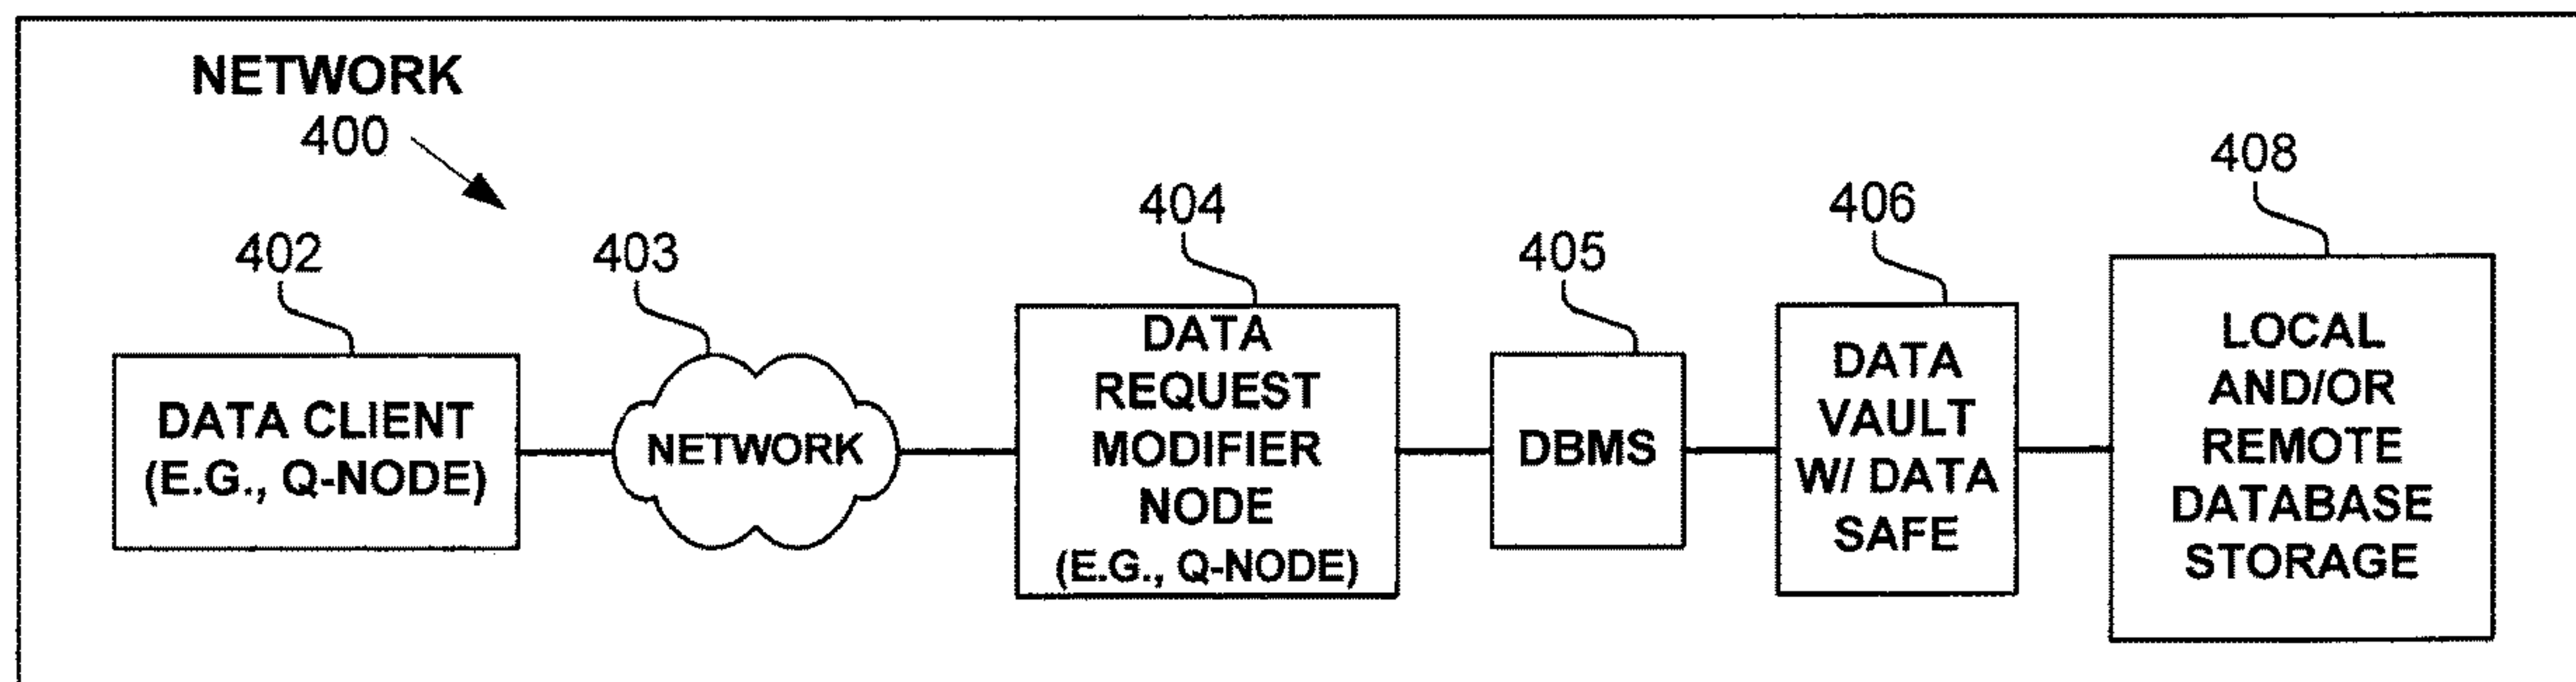 NETWORK
400
402
403
404
405
406
408
DATA CLIENT
(E.G., Q-NODE)
NETWORK
DATA
REQUEST
MODIFIER
NODE
(E.G., Q-NODE)
DBMS
DATA
VAULT
W/ DATA
SAFE
LOCAL
AND/OR
REMOTE
DATABASE
STORAGE